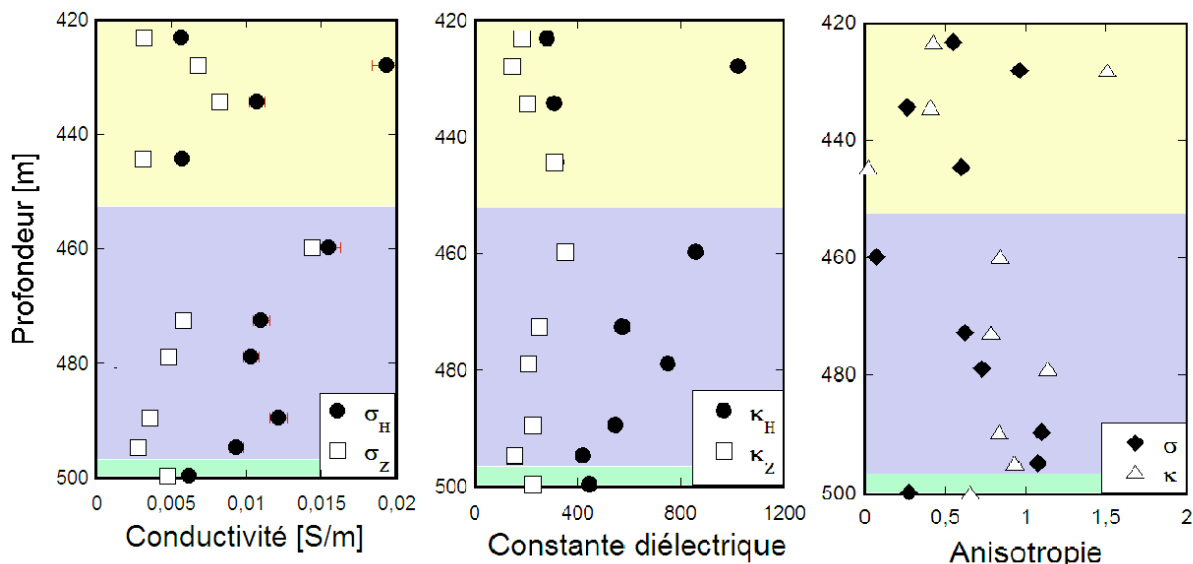 Profondeur [m]
420
440
460
480
500
0
0,005
0,01
0,015
0,02
Conductivité [S/m]
σH
σZ
420
440
460
480
500
0
400
800
1200
Constante diélectrique
κH
κZ
420
440
460
480
500
0
0,5
1
1,5
2
Anisotropie
σ
κ